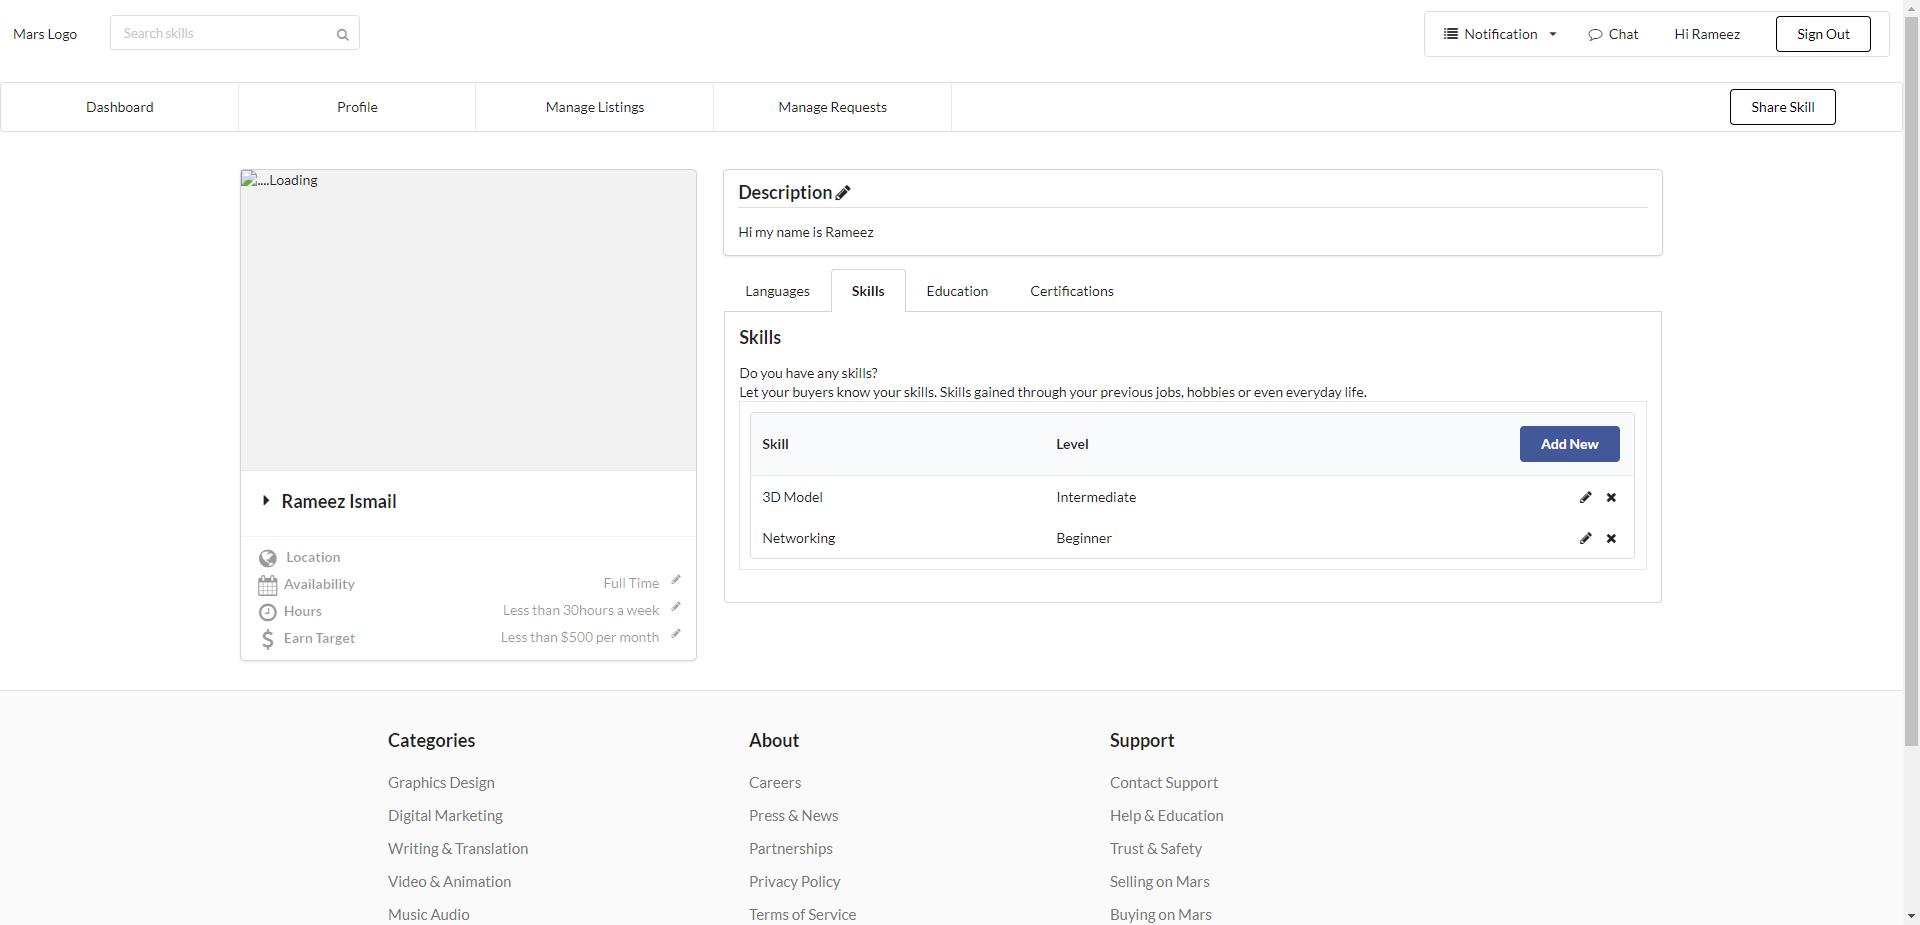 Mars Logo
Search skills
Notification
Chat
Hi Rameez
Sign Out
Dashboard
Profile
Manage Listings
Manage Requests
Share Skill
....Loading
Rameez Ismail
Location
Availability
Full Time
Hours
Less than 30hours a week
Earn Target
Less than $500 per month
Description
Hi my name is Rameez
Languages
Skills
Education
Certifications
Skills
Do you have any skills?
Let your buyers know your skills. Skills gained through your previous jobs, hobbies or even everyday life.
Skill
Level
Add New
3D Model
Intermediate
Networking
Beginner
Categories
Graphics Design
Digital Marketing
Writing & Translation
Video & Animation
Music Audio
About
Careers
Press & News
Partnerships
Privacy Policy
Terms of Service
Support
Contact Support
Help & Education
Trust & Safety
Selling on Mars
Buying on Mars